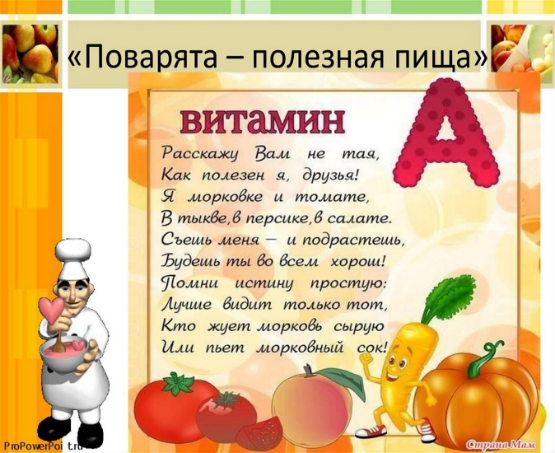 «Поварята – полезная пища»
ВИТАМИН А
Расскажу Вам не тая,
Как полезен я, друзья!
Я морковке и томате,
В тыкве,в персике,в салате.
Съешь меня – и подрастешь,
Будешь ты во всем хорош!
Помни истину простую:
Лучше видит только тот,
Кто жует морковь сырую
Или пьет морковный сок!
ProPowerPoint.ru
Страна Мам